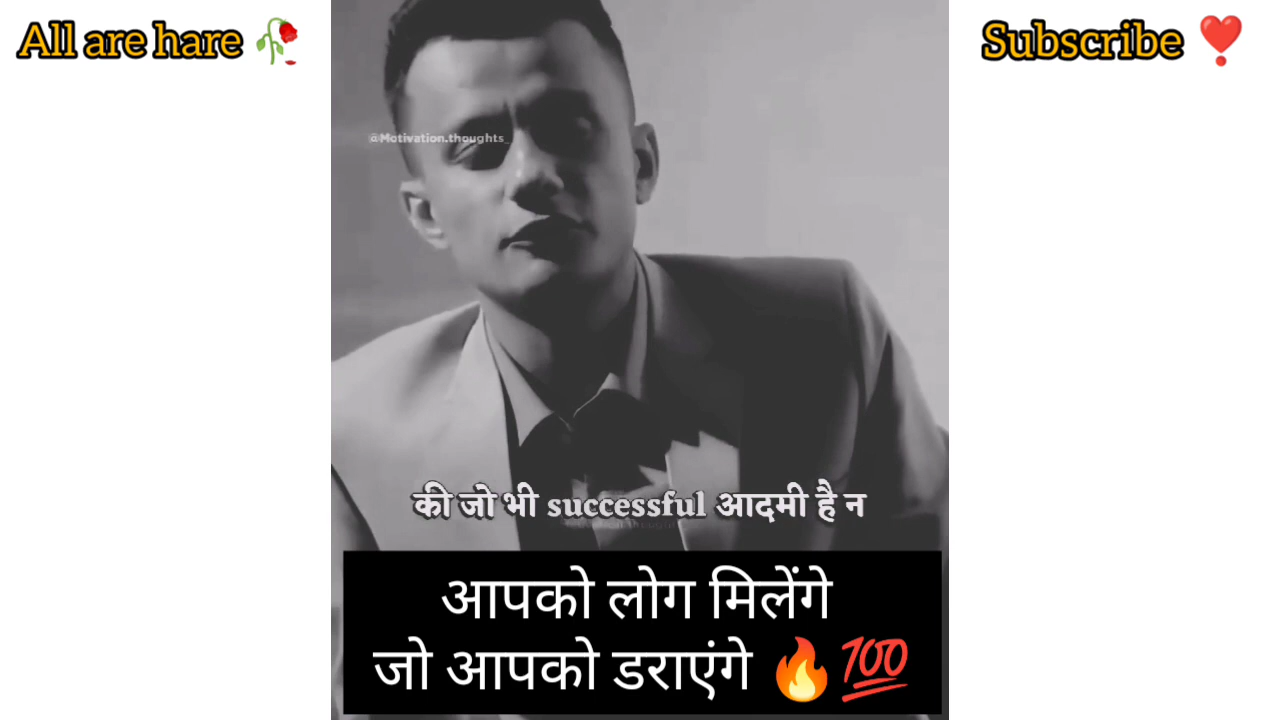 All are hare 🥀
Subscribe ❣️
@Motivation.thoughts_
की जो भी successful आदमी है न
आपको लोग मिलेंगे
जो आपको डराएंगे 🔥💯